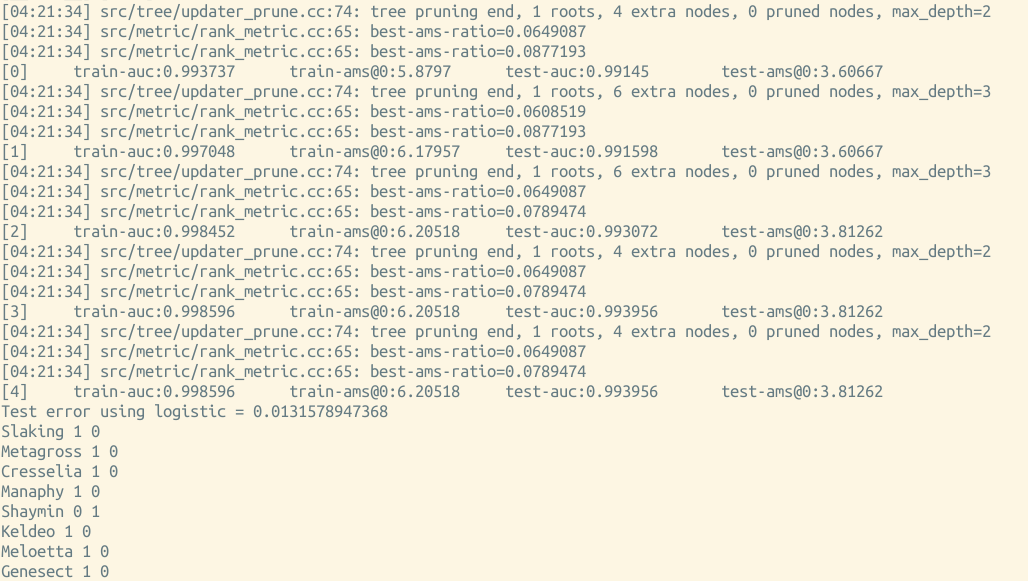 [04:21:34] src/tree/updater_prune.cc:74: tree pruning end, 1 roots, 4 extra nodes, 0 pruned nodes, max_depth=2
[04:21:34] src/metric/rank_metric.cc:65: best-ams-ratio=0.0649087
[04:21:34] src/metric/rank_metric.cc:65: best-ams-ratio=0.0877193
[0] train-auc:0.993737 train-ams@0:5.8797 test-auc:0.99145 test-ams@0:3.60667
[04:21:34] src/tree/updater_prune.cc:74: tree pruning end, 1 roots, 6 extra nodes, 0 pruned nodes, max_depth=3
[04:21:34] src/metric/rank_metric.cc:65: best-ams-ratio=0.0608519
[04:21:34] src/metric/rank_metric.cc:65: best-ams-ratio=0.0877193
[1] train-auc:0.997048 train-ams@0:6.17957 test-auc:0.991598 test-ams@0:3.60667
[04:21:34] src/tree/updater_prune.cc:74: tree pruning end, 1 roots, 6 extra nodes, 0 pruned nodes, max_depth=3
[04:21:34] src/metric/rank_metric.cc:65: best-ams-ratio=0.0649087
[04:21:34] src/metric/rank_metric.cc:65: best-ams-ratio=0.0789474
[2] train-auc:0.998452 train-ams@0:6.20518 test-auc:0.993072 test-ams@0:3.81262
[04:21:34] src/tree/updater_prune.cc:74: tree pruning end, 1 roots, 4 extra nodes, 0 pruned nodes, max_depth=2
[04:21:34] src/metric/rank_metric.cc:65: best-ams-ratio=0.0649087
[04:21:34] src/metric/rank_metric.cc:65: best-ams-ratio=0.0789474
[3] train-auc:0.998596 train-ams@0:6.20518 test-auc:0.993956 test-ams@0:3.81262
[04:21:34] src/tree/updater_prune.cc:74: tree pruning end, 1 roots, 4 extra nodes, 0 pruned nodes, max_depth=2
[04:21:34] src/metric/rank_metric.cc:65: best-ams-ratio=0.0649087
[04:21:34] src/metric/rank_metric.cc:65: best-ams-ratio=0.0789474
[4] train-auc:0.998596 train-ams@0:6.20518 test-auc:0.993956 test-ams@0:3.81262
Test error using logistic = 0.0131578947368
Slaking 1 0
Metagross 1 0
Cresselia 1 0
Manaphy 1 0
Shaymin 0 1
Keldeo 1 0
Meloetta 1 0
Genesect 1 0